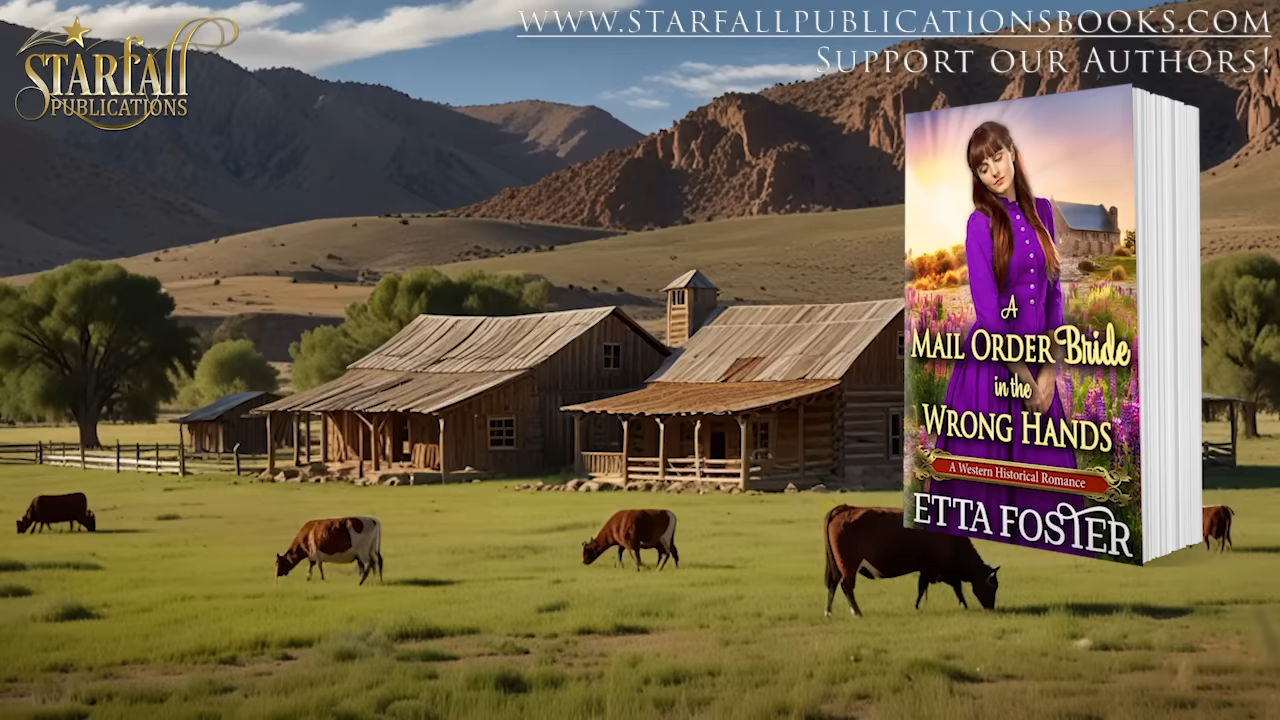 STARfall
PUBLICATIONS
www.starfallpublicationsbooks.com
Support our Authors!
A
MAIL ORDER Bride
in the
WRONG HANDS
A Western Historical Romance
ETTA FOSTER